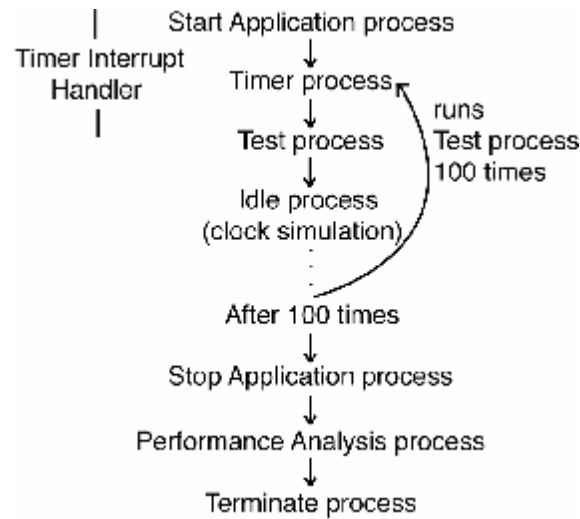 Start Application process
Timer Interrupt
Handler
Timer process
runs
Test process
100 times
Test process
Idle process
(clock simulation)
After 100 times
Stop Application process
Performance Analysis process
Terminate process